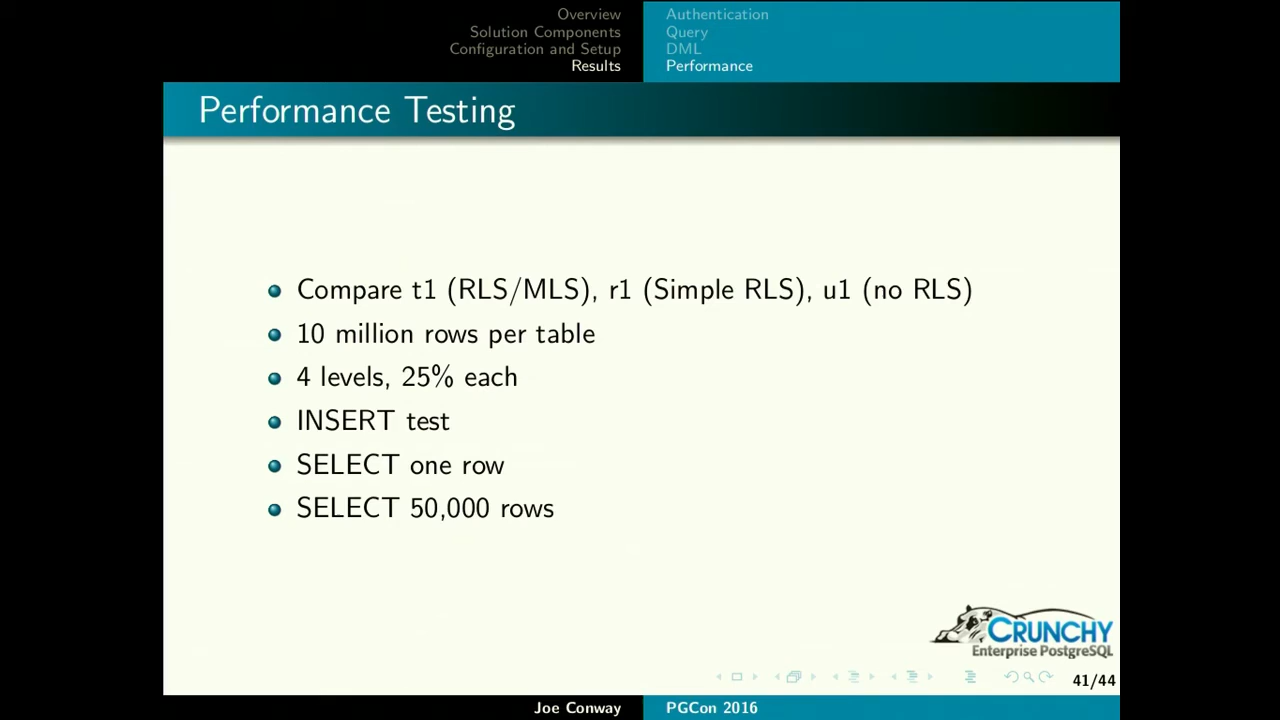 Overview
Solution Components
Configuration and Setup
Results
Authentication
Query
DML
Performance
Performance Testing
Compare t1 (RLS/MLS), r1 (Simple RLS), u1 (no RLS)
10 million rows per table
4 levels, 25% each
INSERT test
SELECT one row
SELECT 50,000 rows
CRUNCHY
Enterprise PostgreSQL
41/44
Joe Conway
PGCon 2016